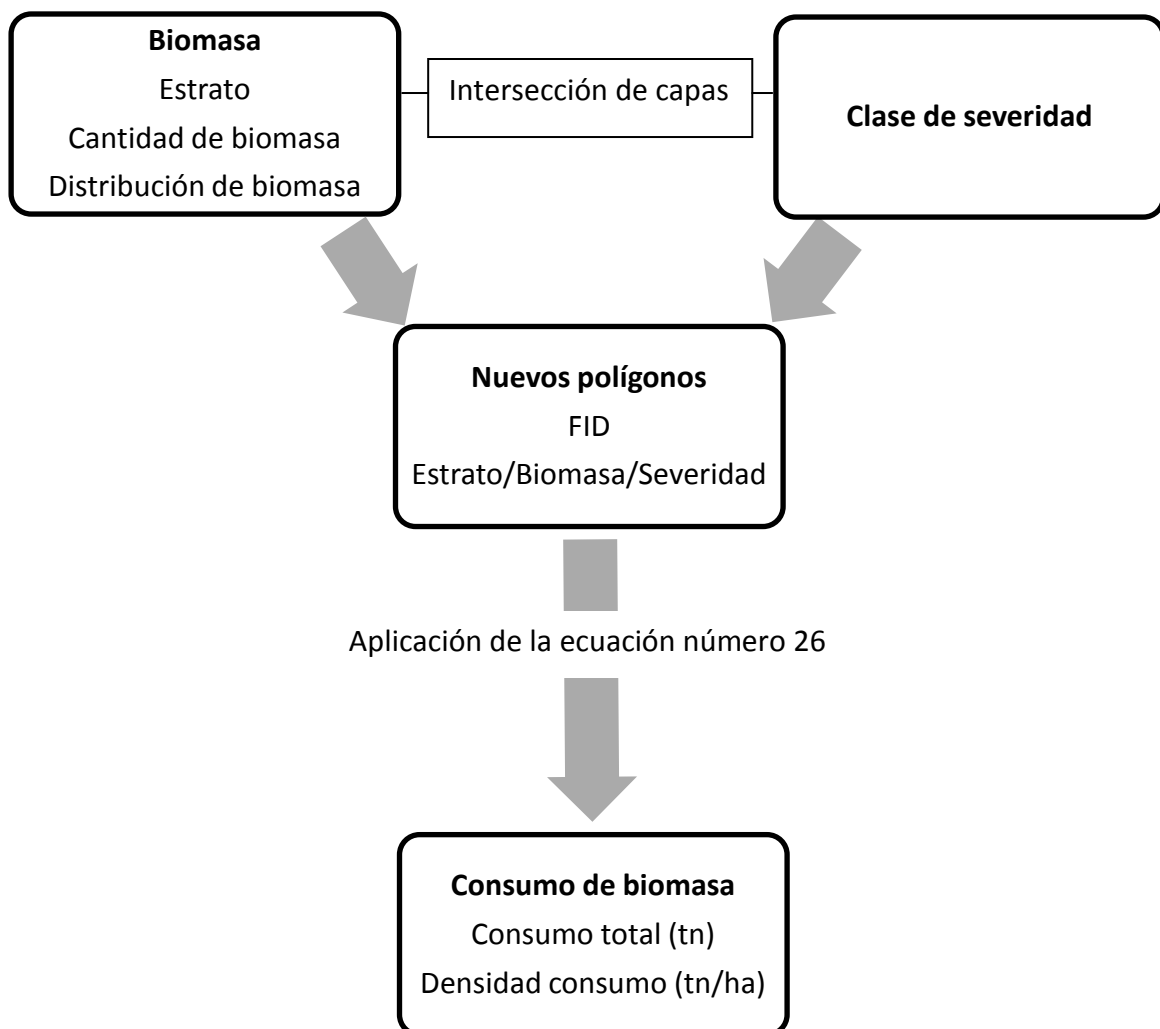 Biomasa
Estrato
Cantidad de biomasa
Distribución de biomasa
Intersección de capas
Clase de severidad
Nuevos polígonos
FID
Estrato/Biomasa/Severidad
Aplicación de la ecuación número 26
Consumo de biomasa
Consumo total (tn)
Densidad consumo (tn/ha)